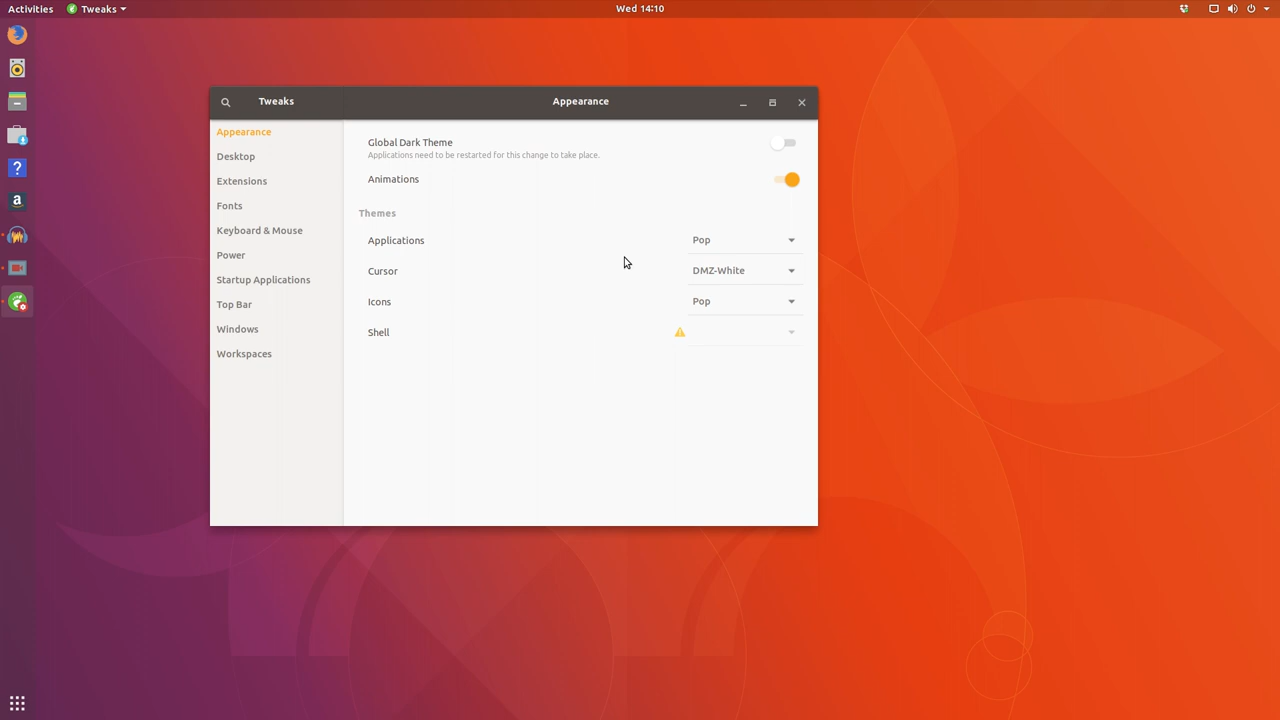 Activities
Tweaks
Wed 14:10
Tweaks
Appearance
Appearance
Desktop
Extensions
Fonts
Keyboard & Mouse
Power
Startup Applications
Top Bar
Windows
Workspaces
Global Dark Theme
Applications need to be restarted for this change to take place.
Animations
Themes
Applications
Pop
Cursor
DMZ-White
Icons
Pop
Shell